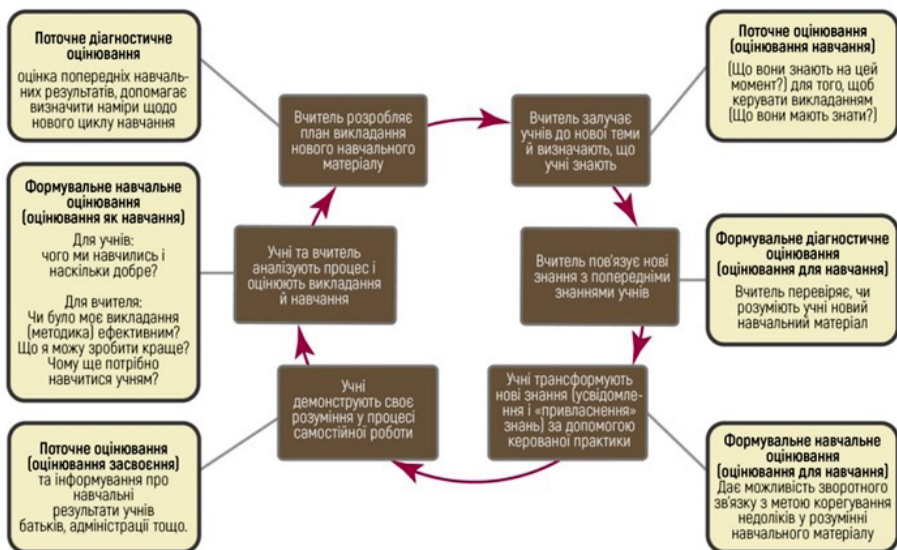 Поточне діагностичне
оцінювання
оцінка попередніх навчаль-
них результатів, допомагає
визначити наміри щодо
нового циклу навчання
Вчитель розробляє
план викладання
нового навчального
матеріалу
Вчитель залучає
учнів до нової теми
й визначають, що
учні знають
Поточне оцінювання
(оцінювання навчання)
(Що вони знають на цей
момент?) для того, щоб
керувати викладанням
(Що вони мають знати?)
Формувальне навчальне
оцінювання
(оцінювання як навчання)
Для учнів:
чого ми навчились і
наскільки добре?
Для вчителя:
Чи було моє викладання
(методика) ефективним?
Що я можу зробити краще?
Чому ще потрібно
навчитися учням?
Учні та вчитель
аналізують процес і
оцінюють викладання
й навчання
Вчитель пов'язує нові
знання з попередніми
знаннями учнів
Формувальне діагностичне
оцінювання
(оцінювання для навчання)
Вчитель перевіряє, чи
розуміють учні новий
навчальний матеріал
Поточне оцінювання
(оцінювання засвоєння)
та інформування про
навчальні
результати учнів
батьків, адміністрації тощо.
Учні
демонструють своє
розуміння у процесі
самостійної роботи
Учні трансформують
нові знання (усвідомлен-
ня і «привласнення»
знань) за допомогою
керованої практики
Формувальне навчальне
оцінювання
(оцінювання для навчання)
Дає можливість зворотного
зв'язку з метою корегування
недоліків у розумінні
навчального матеріалу